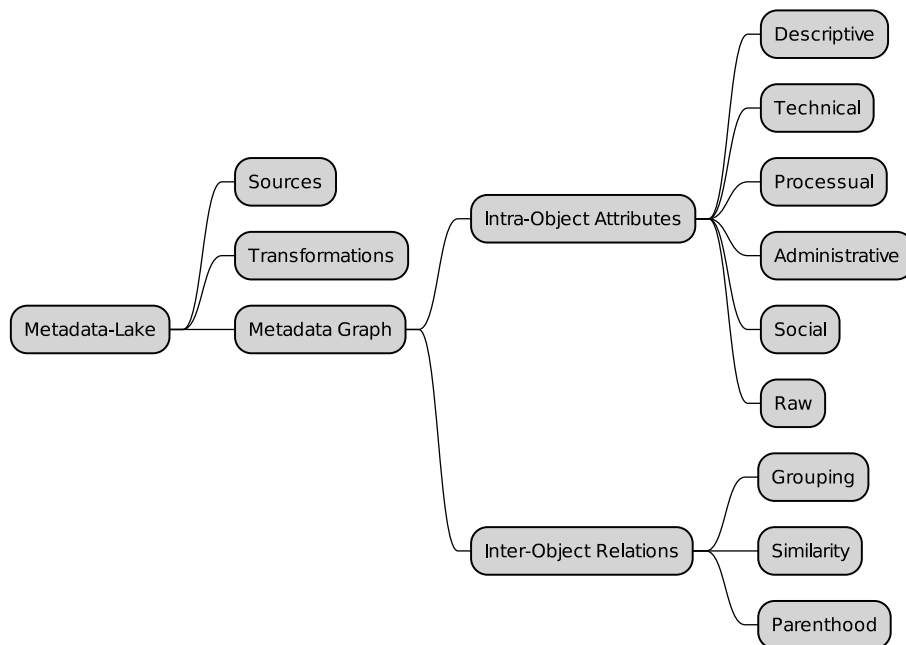 Metadata-Lake
Sources
Transformations
Metadata Graph
Intra-Object Attributes
Descriptive
Technical
Processual
Administrative
Social
Raw
Inter-Object Relations
Grouping
Similarity
Parenthood